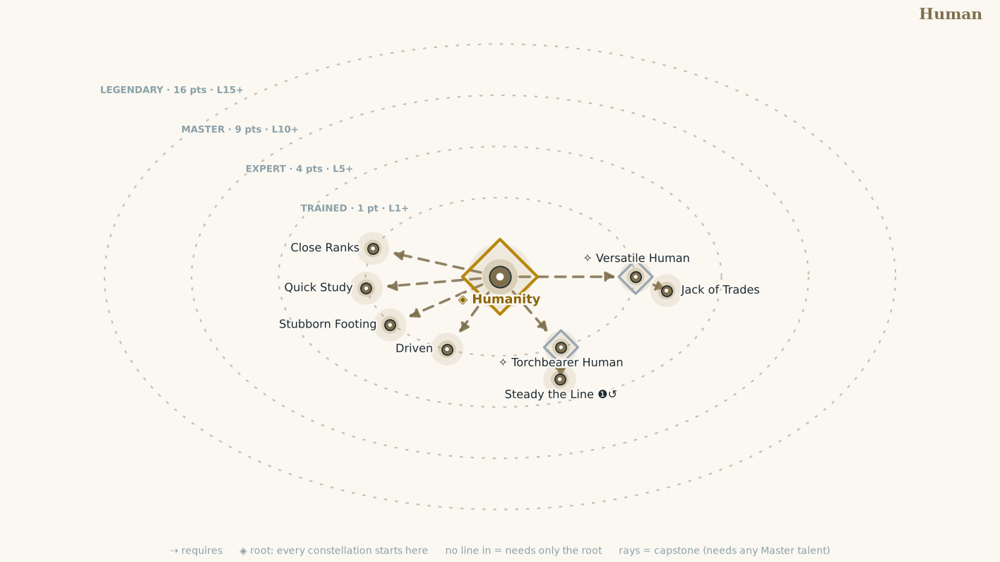 Human
LEGENDARY · 16 pts · L15+
MASTER · 9 pts · L10+
EXPERT · 4 pts · L5+
TRAINED · 1 pt · L1+
Close Ranks
✧ Versatile Human
Quick Study
Jack of Trades
◈ Humanity
Stubborn Footing
Driven
✧ Torchbearer Human
Steady the Line ❶↺
⇢ requires ◈ root: every constellation starts here no line in = needs only the root rays = capstone (needs any Master talent)